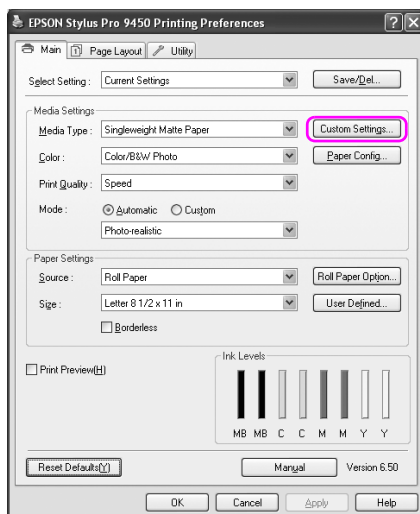 EPSON Stylus Pro 9450 Printing Preferences
Main Page Layout Utility
Select Setting : Current Settings Save/Del...
Media Settings
Media Type : Singleweight Matte Paper Custom Settings...
Color : Color/B&W Photo Paper Config...
Print Quality : Speed
Mode : Automatic Custom
Photo-realistic
Paper Settings
Source : Roll Paper Roll Paper Option...
Size : Letter 8 1/2 x 11 in User Defined...
Borderless
Print Preview(H)
Ink Levels
MB MB C C M M Y Y
Reset Defaults(Y) Manual Version 6.50
OK Cancel Apply Help